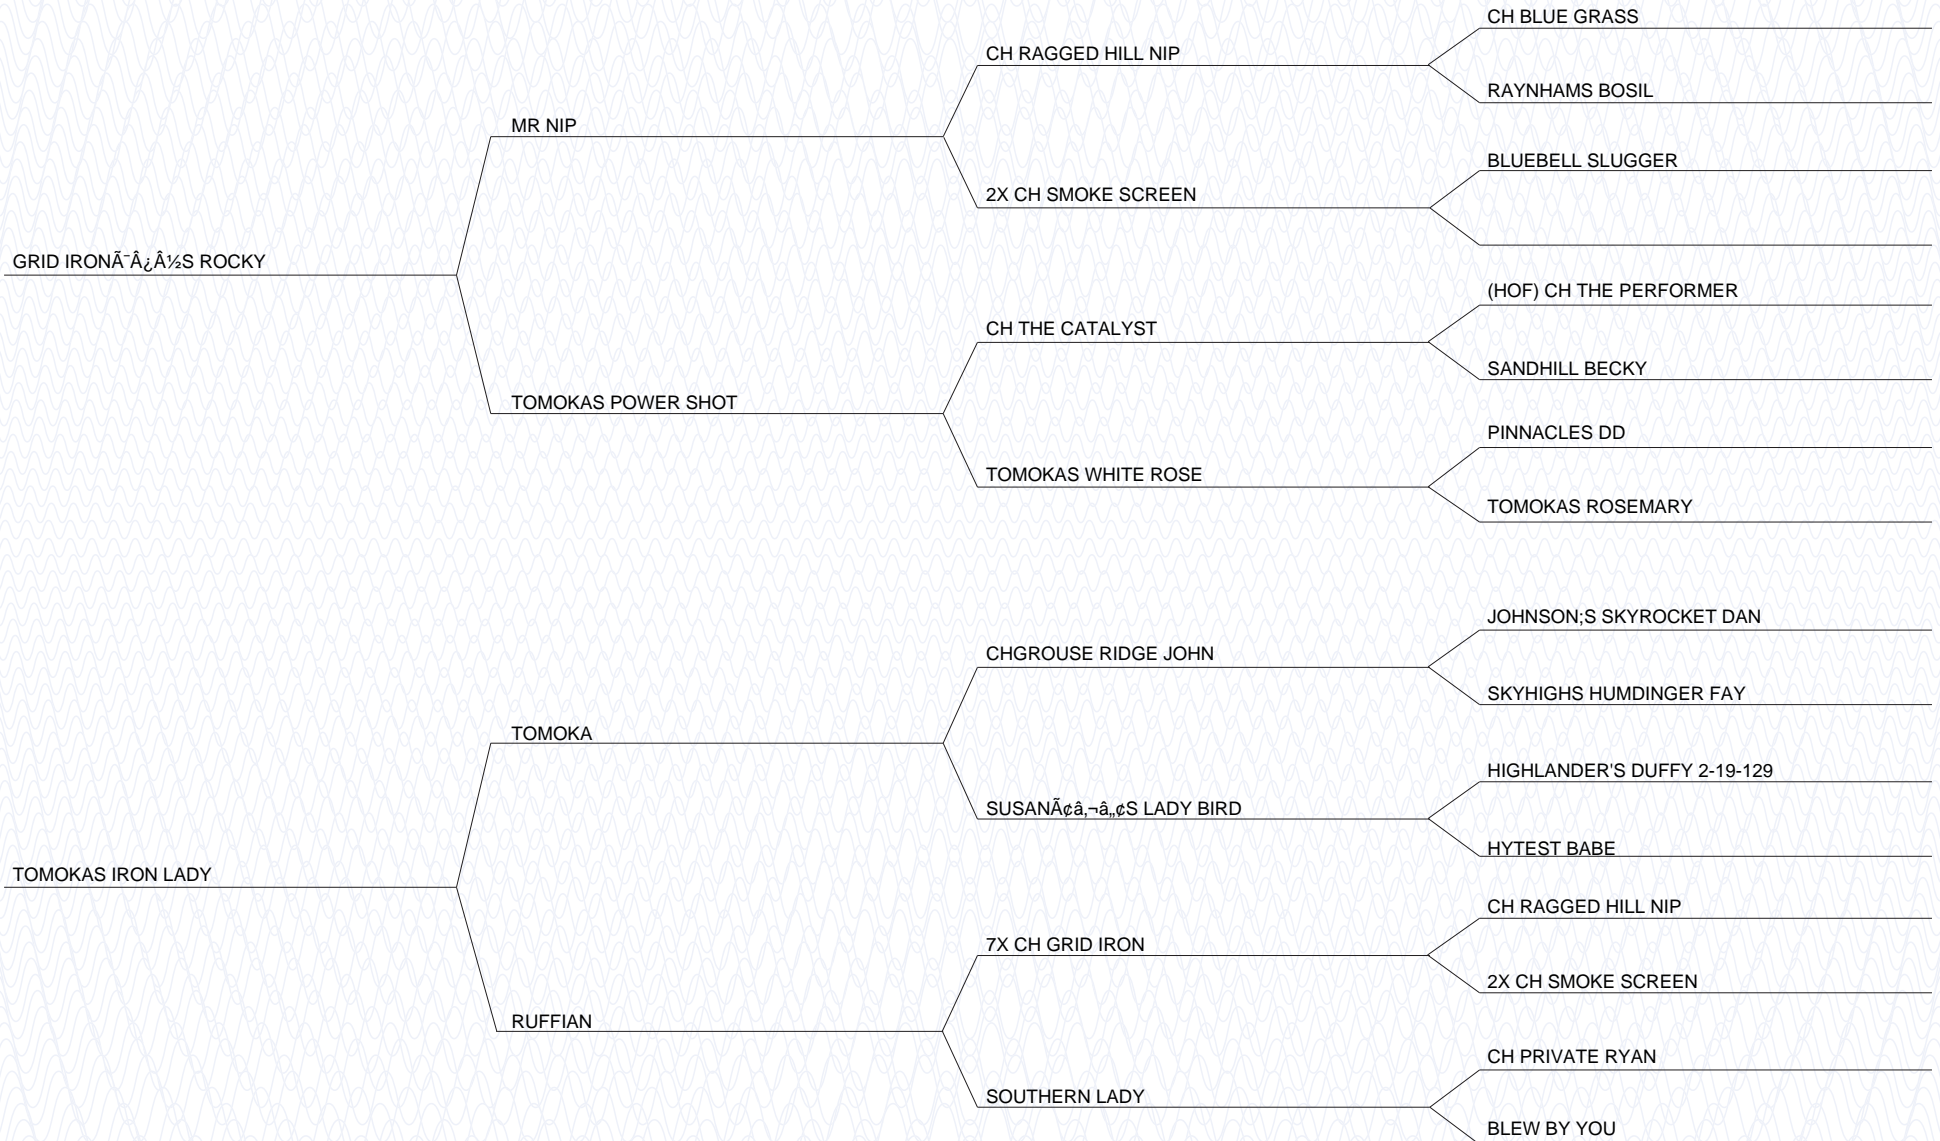 CH BLUE GRASS
CH RAGGED HILL NIP
RAYNHAMS BOSIL
MR NIP
BLUEBELL SLUGGER
2X CH SMOKE SCREEN
GRID IRONÃ¯Â¿Â½S ROCKY
(HOF) CH THE PERFORMER
CH THE CATALYST
SANDHILL BECKY
TOMOKAS POWER SHOT
PINNACLES DD
TOMOKAS WHITE ROSE
TOMOKAS ROSEMARY
JOHNSON;S SKYROCKET DAN
CHGROUSE RIDGE JOHN
SKYHIGHS HUMDINGER FAY
TOMOKA
HIGHLANDER'S DUFFY 2-19-129
SUSANÃ¢â‚¬â„¢S LADY BIRD
HYTEST BABE
TOMOKAS IRON LADY
CH RAGGED HILL NIP
7X CH GRID IRON
2X CH SMOKE SCREEN
RUFFIAN
CH PRIVATE RYAN
SOUTHERN LADY
BLEW BY YOU